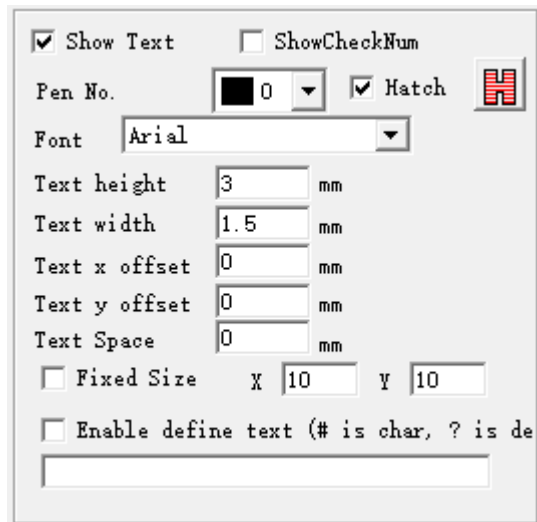 Show Text ShowCheckNum
Pen No. 0 Hatch H
Font Arial
Text height 3 mm
Text width 1.5 mm
Text x offset 0 mm
Text y offset 0 mm
Text Space 0 mm
Fixed Size X 10 Y 10
Enable define text (# is char, ? is de